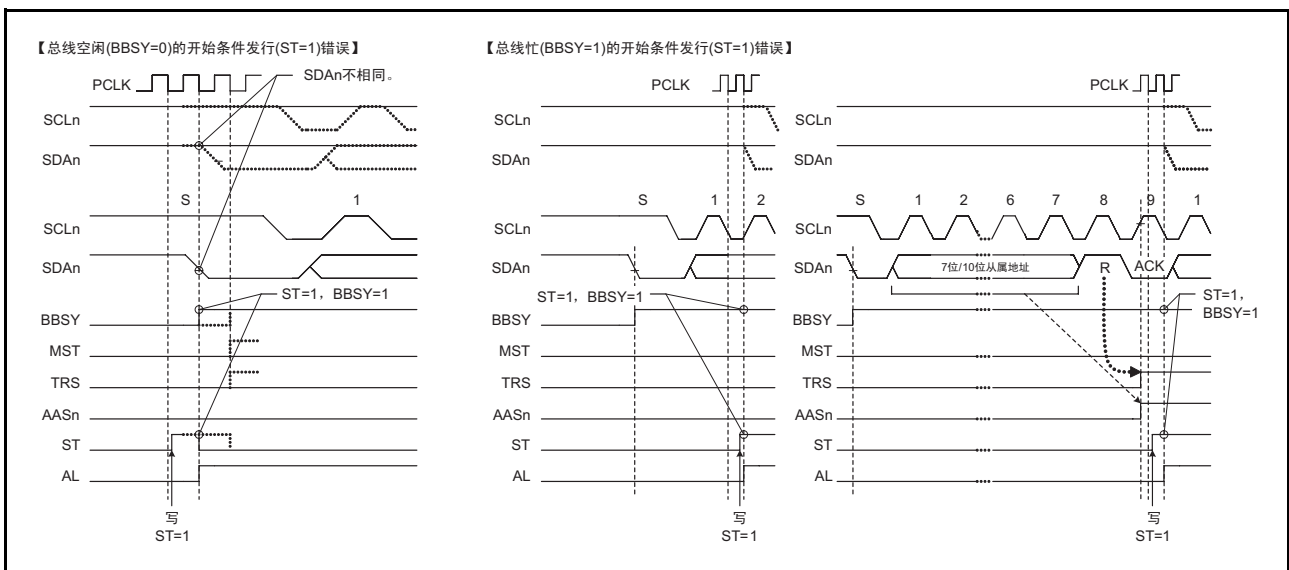 【总线空闲(BBSY=0)的开始条件发行(ST=1)错误】
PCLK
SDAn不相同。
SCLn
SDAn
S 1
SCLn
SDAn
ST=1，BBSY=1
BBSY
MST
TRS
AASn
ST
AL
写
ST=1
【总线忙(BBSY=1)的开始条件发行(ST=1)错误】
PCLK
SCLn
SDAn
S 1 2
SCLn
SDAn
ST=1，BBSY=1
BBSY
MST
TRS
AASn
ST
AL
写
ST=1
PCLK
SCLn
SDAn
S 1 2 6 7 8 9 1
SCLn
SDAn
7位/10位从属地址
R
ACK
ST=1，
BBSY=1
BBSY
MST
TRS
AASn
ST
AL
写
ST=1